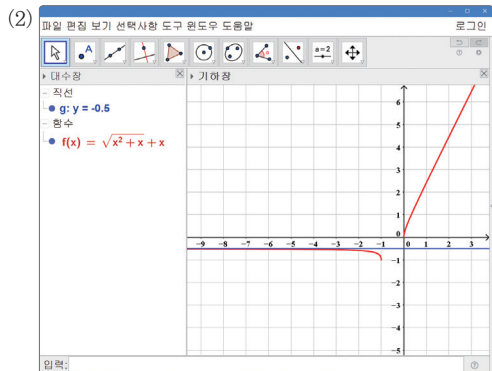 (2)
파일 편집 보기 선택사항 도구 윈도우 도움말 로그인
A a=2
대수장 기하장
직선
g: y = -0.5
함수
f(x) = √(x² + x) + x
6
5
4
3
2
1
0
-9 -8 -7 -6 -5 -4 -3 -2 -1 0 1 2 3
-1
-2
-3
-4
-5
입력: